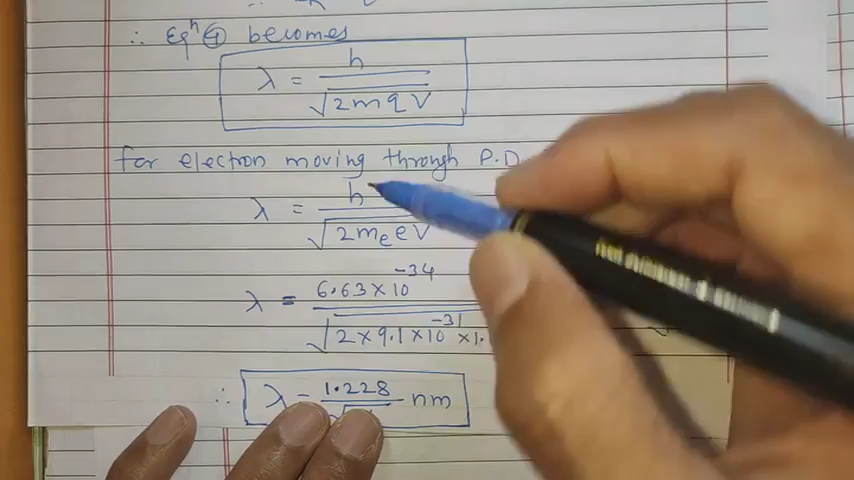 ∴ Eqⁿ ④ becomes
λ = h / √(2mqV)
for electron moving through P.D.
λ = h / √(2mₑeV)
λ = 6.63×10⁻³⁴ / √(2×9.1×10⁻³¹×1.
∴ λ = 1.228 / √ nm